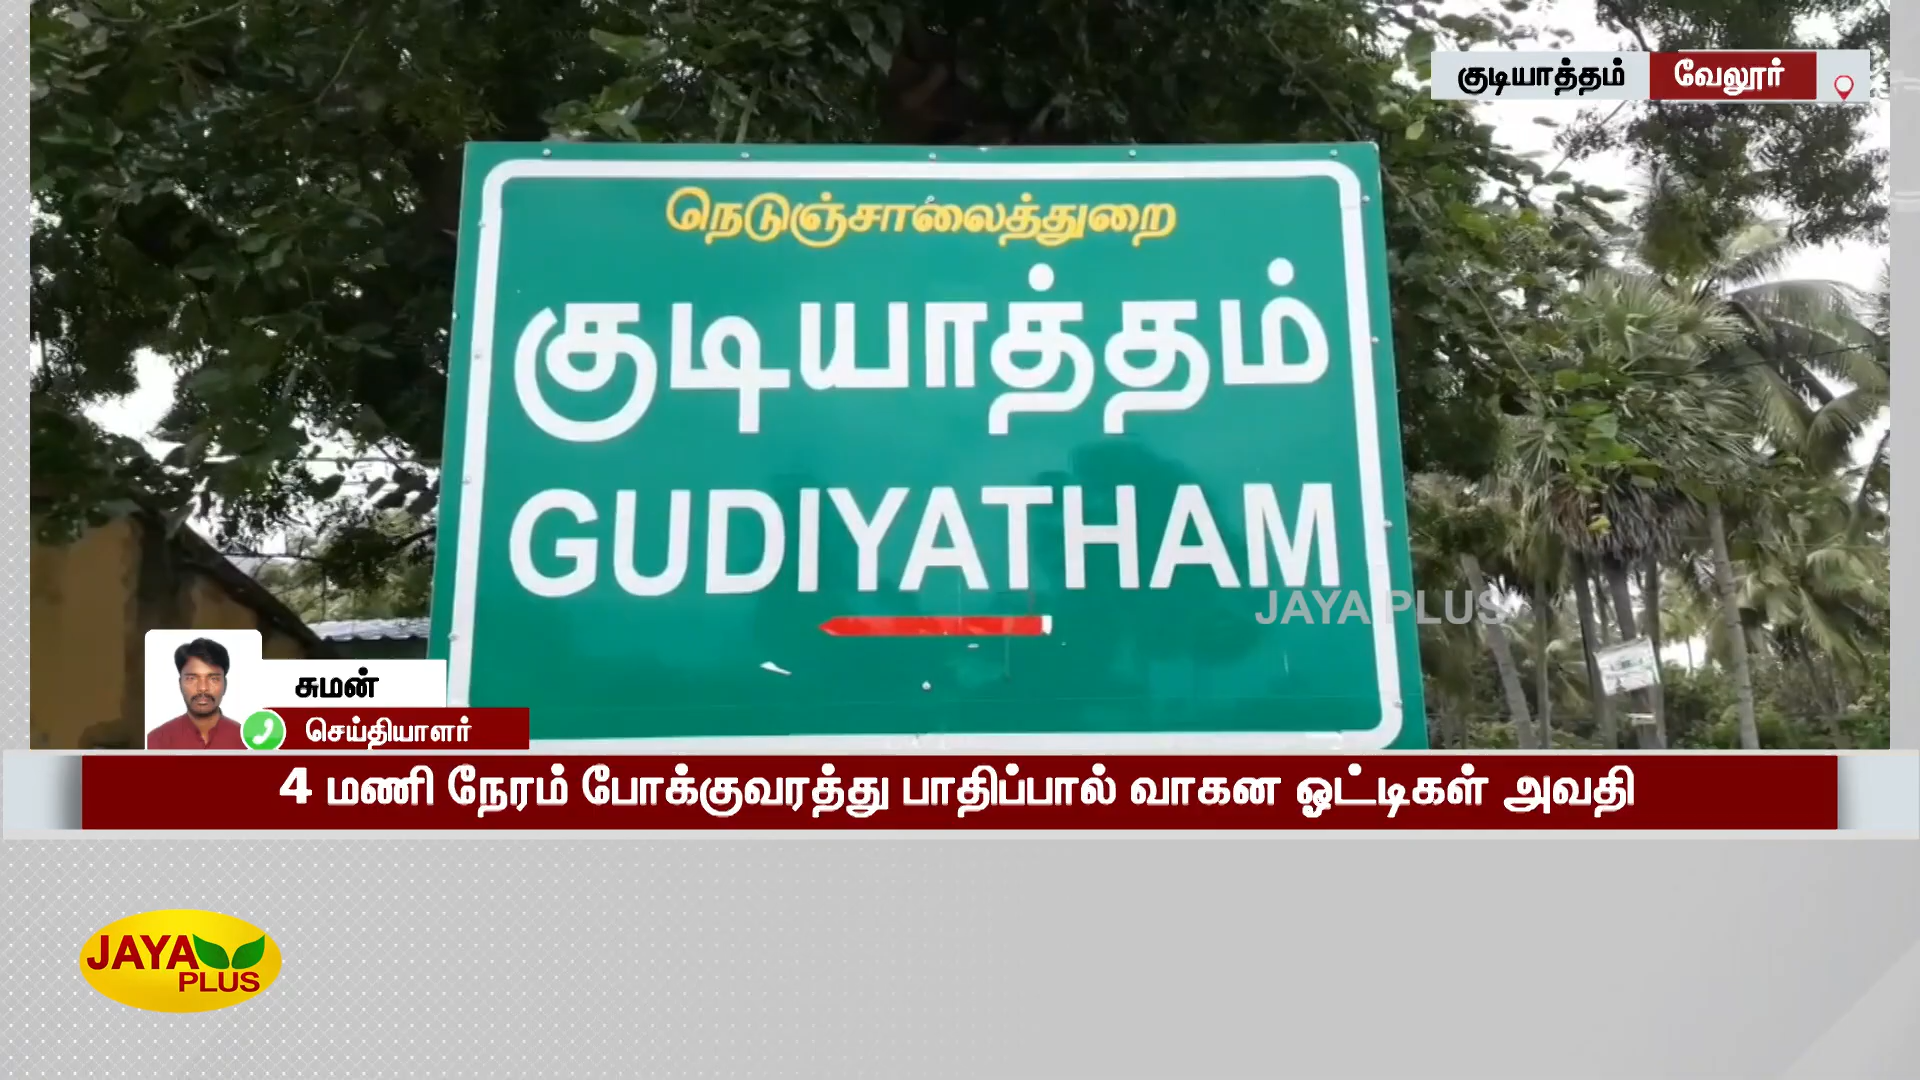 குடியாத்தம் வேலூர்
நெடுஞ்சாலைத்துறை
குடியாத்தம்
GUDIYATHAM
JAYA PLUS
சுமன்
செய்தியாளர்
4 மணி நேரம் போக்குவரத்து பாதிப்பால் வாகன ஓட்டிகள் அவதி
JAYA
PLUS